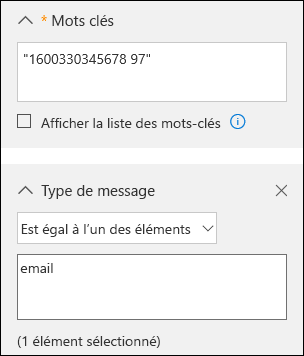 * Mots clés
"1600330345678 97"
Afficher la liste des mots-clés
Type de message
Est égal à l'un des éléments
email
(1 élément sélectionné)